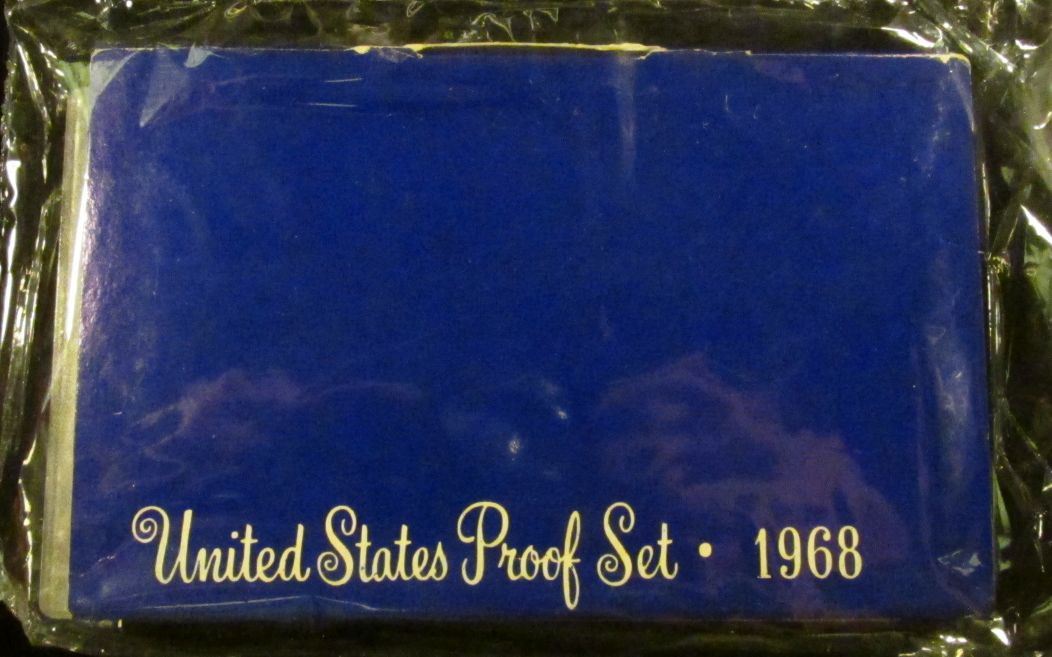 United States Proof Set • 1968